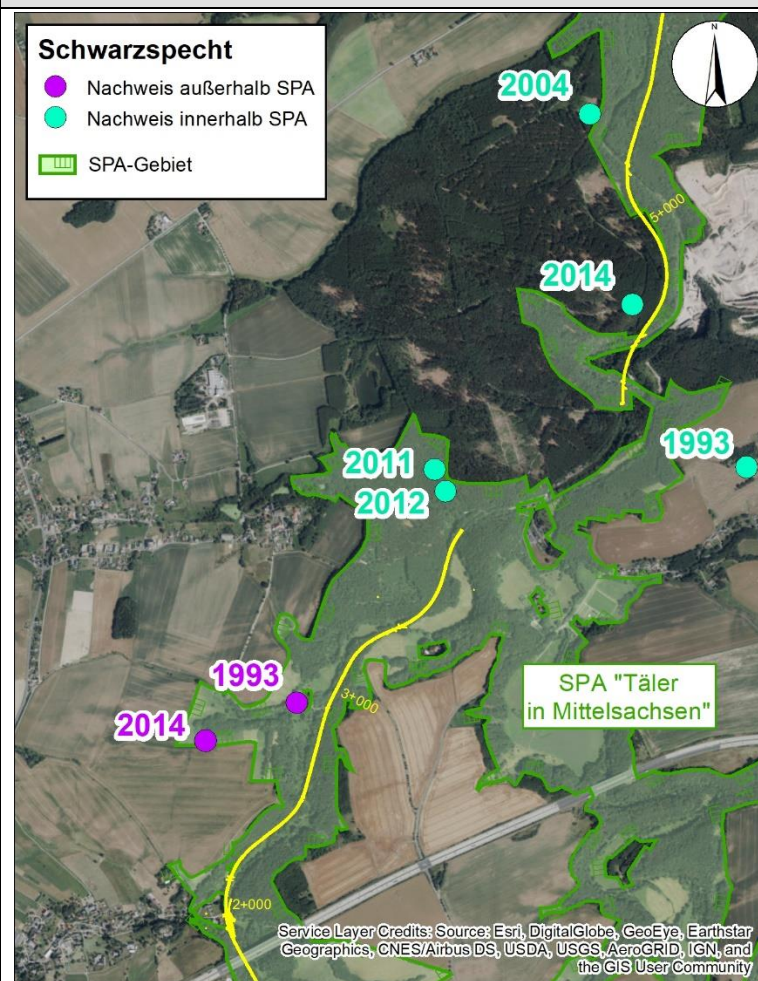 Schwarzspecht
Nachweis außerhalb SPA
Nachweis innerhalb SPA
SPA-Gebiet
N
2004
5+000
2014
1993
2011
2012
1993
3+000
2014
SPA "Täler
in Mittelsachsen"
2+000
Service Layer Credits: Source: Esri, DigitalGlobe, GeoEye, Earthstar
Geographics, CNES/Airbus DS, USDA, USGS, AeroGRID, IGN, and
the GIS User Community